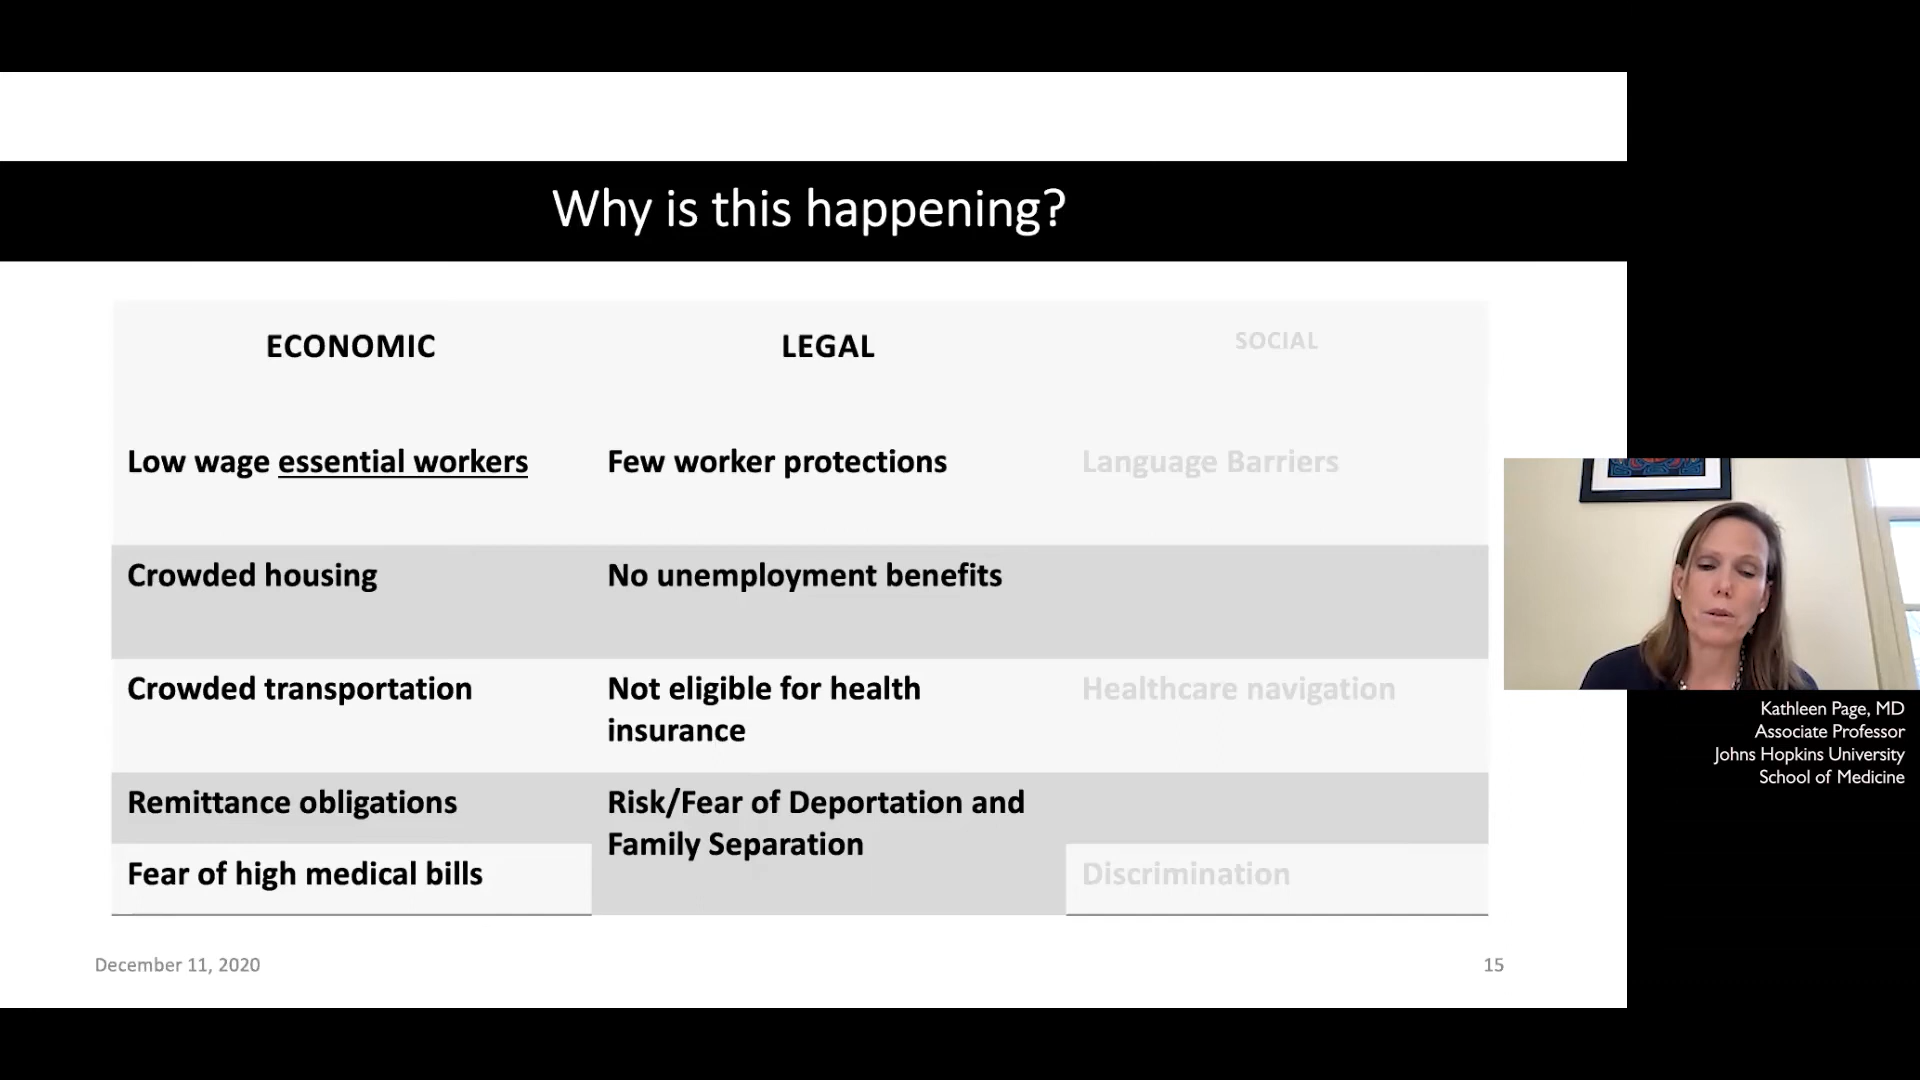 Why is this happening?
ECONOMIC
LEGAL
SOCIAL
Low wage essential workers
Few worker protections
Language Barriers
Crowded housing
No unemployment benefits
Crowded transportation
Not eligible for health
insurance
Healthcare navigation
Remittance obligations
Risk/Fear of Deportation and
Family Separation
Fear of high medical bills
Discrimination
December 11, 2020
15
Kathleen Page, MD
Associate Professor
Johns Hopkins University
School of Medicine